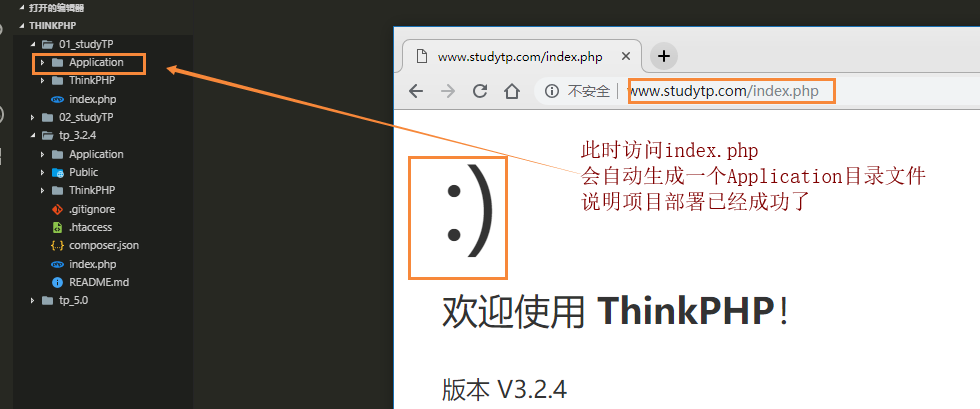 打开的编辑器
THINKPHP
01_studyTP
Application
ThinkPHP
index.php
02_studyTP
tp_3.2.4
Application
Public
ThinkPHP
.gitignore
.htaccess
composer.json
index.php
README.md
tp_5.0
www.studytp.com/index.php
不安全 | www.studytp.com/index.php
此时访问index.php
会自动生成一个Application目录文件
说明项目部署已经成功了
:)
欢迎使用 ThinkPHP！
版本 V3.2.4